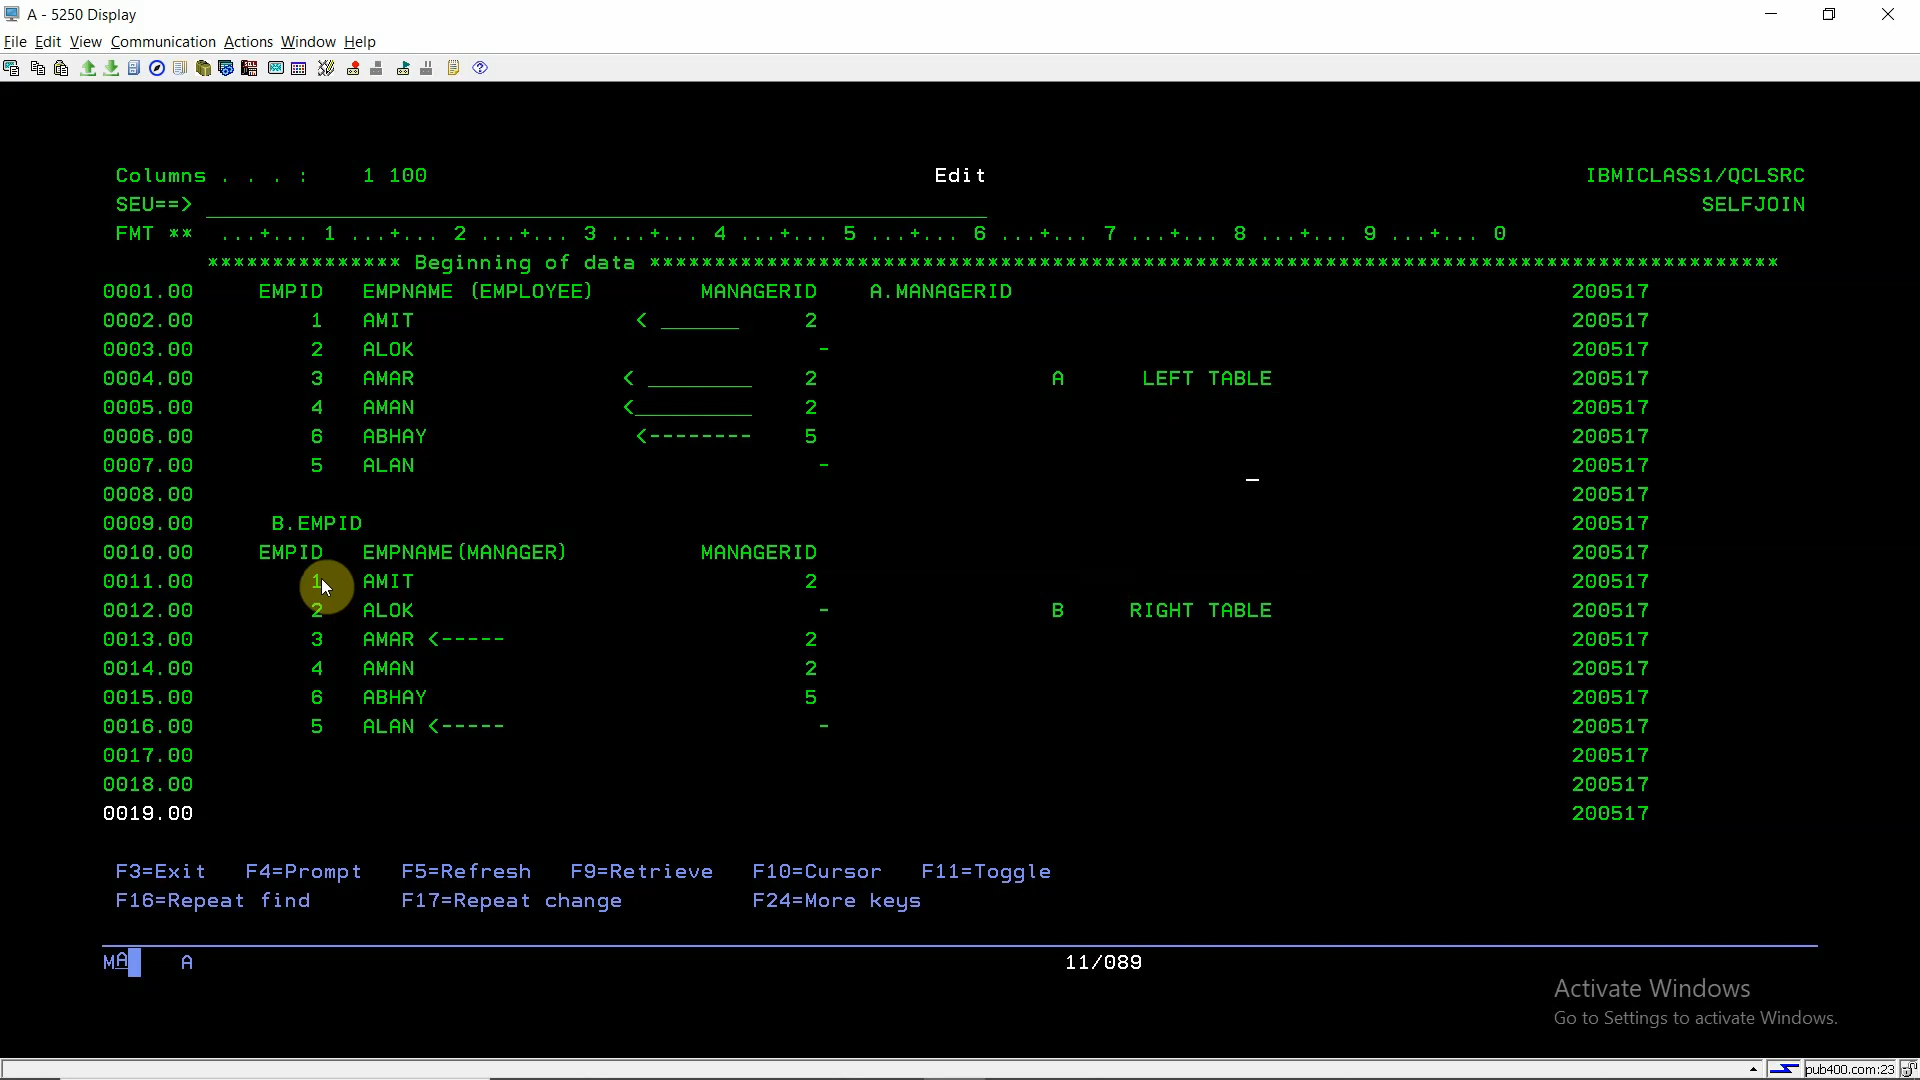 A - 5250 Display
File Edit View Communication Actions Window Help
Columns . . . : 1 100 Edit IBMICLASS1/QCLSRC
SEU==> ____________________________________________________________ SELFJOIN
FMT ** ...+... 1 ...+... 2 ...+... 3 ...+... 4 ...+... 5 ...+... 6 ...+... 7 ...+... 8 ...+... 9 ...+... 0
*************** Beginning of data ***************************************************************************************
0001.00 EMPID EMPNAME (EMPLOYEE) MANAGERID A.MANAGERID 200517
0002.00 1 AMIT < ______ 2 200517
0003.00 2 ALOK - 200517
0004.00 3 AMAR < ________ 2 A LEFT TABLE 200517
0005.00 4 AMAN <_________ 2 200517
0006.00 6 ABHAY <-------- 5 200517
0007.00 5 ALAN - 200517
0008.00 200517
0009.00 B.EMPID 200517
0010.00 EMPID EMPNAME(MANAGER) MANAGERID 200517
0011.00 1 AMIT 2 200517
0012.00 2 ALOK - B RIGHT TABLE 200517
0013.00 3 AMAR <----- 2 200517
0014.00 4 AMAN 2 200517
0015.00 6 ABHAY 5 200517
0016.00 5 ALAN <----- - 200517
0017.00 200517
0018.00 200517
0019.00 200517
F3=Exit F4=Prompt F5=Refresh F9=Retrieve F10=Cursor F11=Toggle
F16=Repeat find F17=Repeat change F24=More keys
MA A 11/089
Activate Windows
Go to Settings to activate Windows.
pub400.com:23